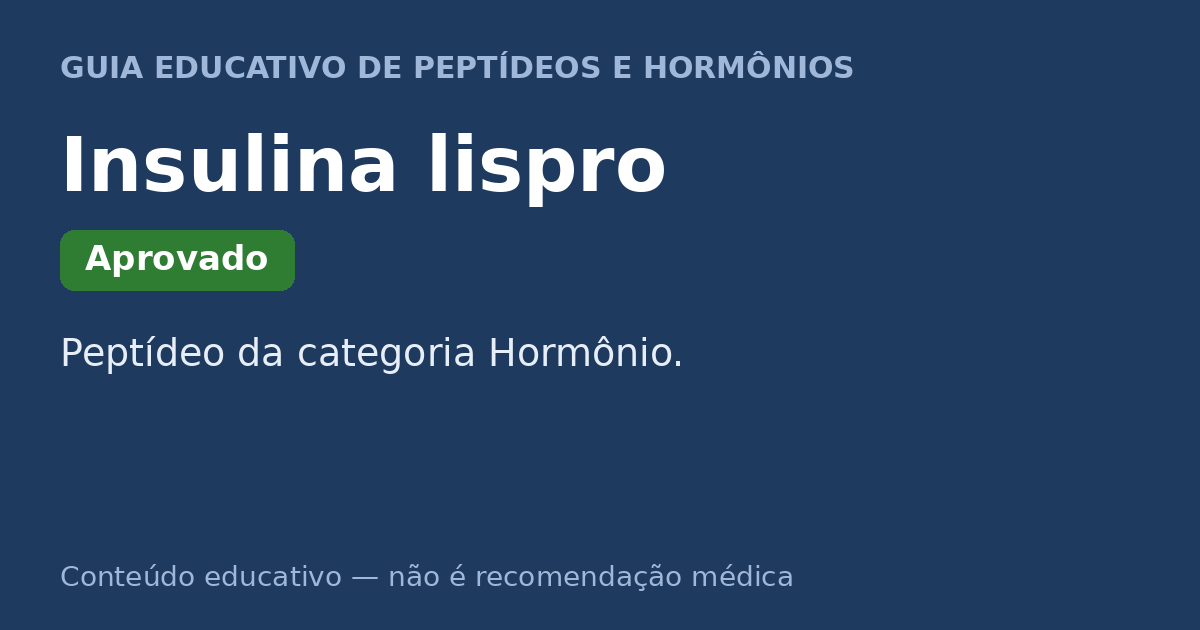 GUIA EDUCATIVO DE PEPTÍDEOS E HORMÔNIOS
Insulina lispro
Aprovado
Peptídeo da categoria Hormônio.
Conteúdo educativo — não é recomendação médica